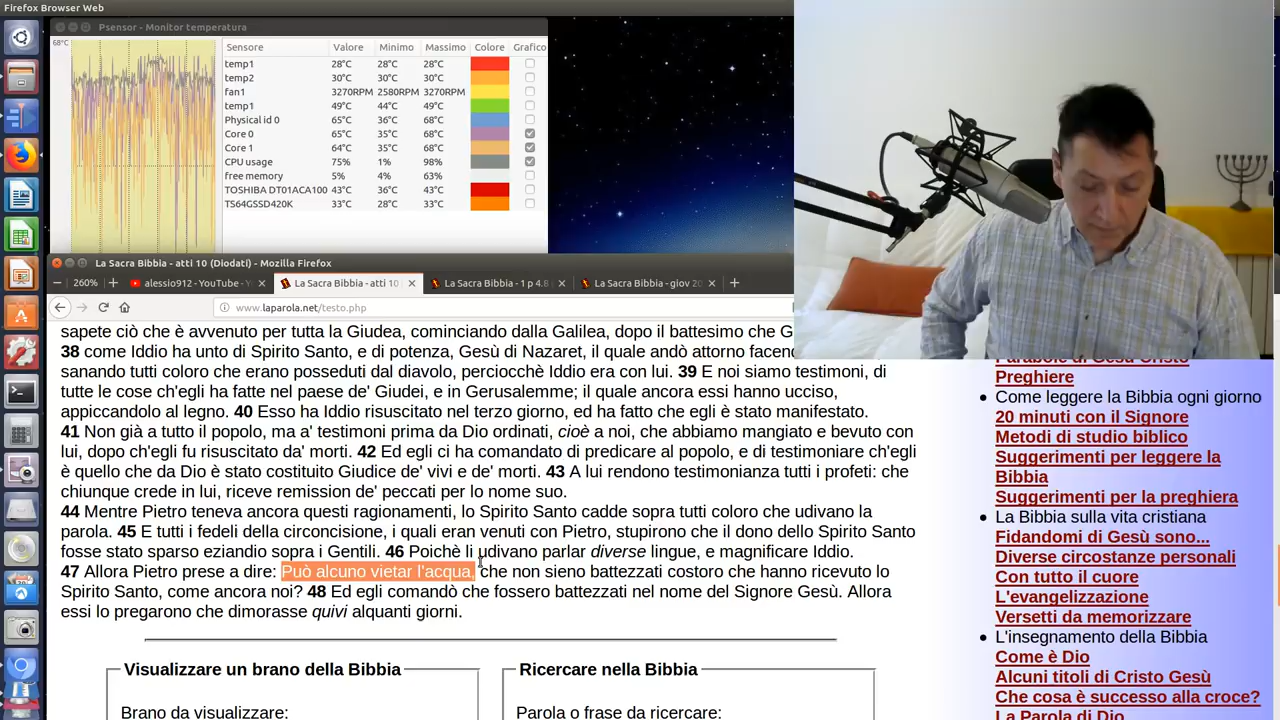 Firefox Browser Web
Psensor - Monitor temperatura
68°C
Sensore Valore Minimo Massimo Colore Grafico
temp1 28°C 28°C 28°C
temp2 30°C 30°C 30°C
fan1 3270RPM 2580RPM 3270RPM
temp1 49°C 44°C 49°C
Physical id 0 65°C 36°C 68°C
Core 0 65°C 35°C 68°C
Core 1 64°C 35°C 68°C
CPU usage 75% 1% 98%
free memory 5% 4% 63%
TOSHIBA DT01ACA100 43°C 36°C 43°C
TS64GSSD420K 33°C 28°C 33°C
La Sacra Bibbia - atti 10 (Diodati) - Mozilla Firefox
260% alessio912 - YouTube - La Sacra Bibbia - atti 10 La Sacra Bibbia - 1 p 4.8 La Sacra Bibbia - giov 20
www.laparola.net/testo.php
sapete ciò che è avvenuto per tutta la Giudea, cominciando dalla Galilea, dopo il battesimo che G
38 come Iddio ha unto di Spirito Santo, e di potenza, Gesù di Nazaret, il quale andò attorno facen
sanando tutti coloro che erano posseduti dal diavolo, perciocchè Iddio era con lui. 39 E noi siamo testimoni, di
tutte le cose ch'egli ha fatte nel paese de' Giudei, e in Gerusalemme; il quale ancora essi hanno ucciso,
appiccandolo al legno. 40 Esso ha Iddio risuscitato nel terzo giorno, ed ha fatto che egli è stato manifestato.
41 Non già a tutto il popolo, ma a' testimoni prima da Dio ordinati, cioè a noi, che abbiamo mangiato e bevuto con
lui, dopo ch'egli fu risuscitato da' morti. 42 Ed egli ci ha comandato di predicare al popolo, e di testimoniare ch'egli
è quello che da Dio è stato costituito Giudice de' vivi e de' morti. 43 A lui rendono testimonianza tutti i profeti: che
chiunque crede in lui, riceve remission de' peccati per lo nome suo.
44 Mentre Pietro teneva ancora questi ragionamenti, lo Spirito Santo cadde sopra tutti coloro che udivano la
parola. 45 E tutti i fedeli della circoncisione, i quali eran venuti con Pietro, stupirono che il dono dello Spirito Santo
fosse stato sparso eziandio sopra i Gentili. 46 Poichè li udivano parlar diverse lingue, e magnificare Iddio.
47 Allora Pietro prese a dire: Può alcuno vietar l'acqua, che non sieno battezzati costoro che hanno ricevuto lo
Spirito Santo, come ancora noi? 48 Ed egli comandò che fossero battezzati nel nome del Signore Gesù. Allora
essi lo pregarono che dimorasse quivi alquanti giorni.
Visualizzare un brano della Bibbia
Brano da visualizzare:
Ricercare nella Bibbia
Parola o frase da ricercare:
Parabole di Gesù Cristo
Preghiere
Come leggere la Bibbia ogni giorno
20 minuti con il Signore
Metodi di studio biblico
Suggerimenti per leggere la
Bibbia
Suggerimenti per la preghiera
La Bibbia sulla vita cristiana
Fidandomi di Gesù sono...
Diverse circostanze personali
Con tutto il cuore
L'evangelizzazione
Versetti da memorizzare
L'insegnamento della Bibbia
Come è Dio
Alcuni titoli di Cristo Gesù
Che cosa è successo alla croce?
La Parola di Dio